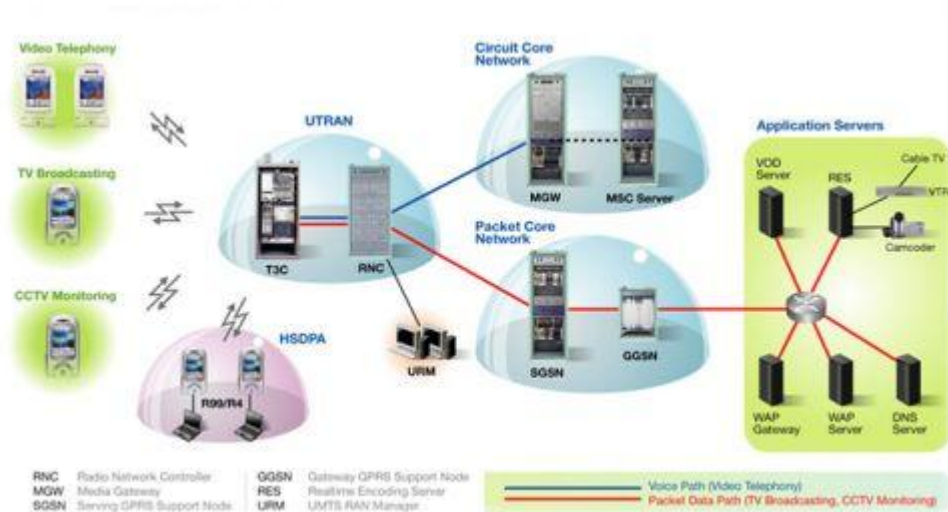 Video Telephony
TV Broadcasting
CCTV Monitoring
UTRAN
T3C
RNC
HSDPA
R99/R4
URM
Circuit Core
Network
MGW
MSC Server
Packet Core
Network
SGSN
GGSN
Application Servers
VOD
Server
RES
Cable TV
VTR
Camcoder
WAP
Gateway
WAP
Server
DNS
Server
RNC Radio Network Controller
MGW Media Gateway
SGSN Serving GPRS Support Node
GGSN Gateway GPRS Support Node
RES Realtime Encoding Server
URM UMTS RAN Manager
Voice Path (Video Telephony)
Packet Data Path (TV Broadcasting, CCTV Monitoring)